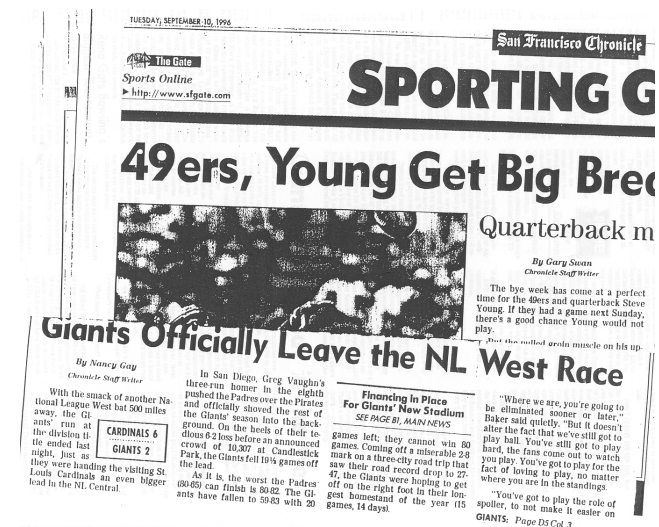 TUESDAY, SEPTEMBER 10, 1996
San Francisco Chronicle
The Gate
Sports Online
▶ http://www.sfgate.com
SPORTING G
49ers, Young Get Big Brea
Quarterback m
By Gary Swan
Chronicle Staff Writer
The bye week has come at a perfect
time for the 49ers and quarterback Steve
Young. If they had a game next Sunday,
there's a good chance Young would not
play.
But the pulled groin muscle on his up-
Giants Officially Leave the NL West Race
By Nancy Gay
Chronicle Staff Writer
With the smack of another Na-
tional League West bat 500 miles
away, the Gi-
ants' run at
the division ti-
tle ended last
night, just as
they were handing the visiting St.
Louis Cardinals an even bigger
lead in the NL Central.
CARDINALS 6
GIANTS 2
In San Diego, Greg Vaughn's
three-run homer in the eighth
pushed the Padres over the Pirates
and officially shoved the rest of
the Giants' season into the back-
ground. On the heels of their te-
dious 6-2 loss before an announced
crowd of 10,307 at Candlestick
Park, the Giants fell 19½ games off
the lead.
As it is, the worst the Padres
(80-65) can finish is 80-82. The Gi-
ants have fallen to 59-83 with 20
Financing In Place
For Giants' New Stadium
SEE PAGE B1, MAIN NEWS
games left; they cannot win 80
games. Coming off a miserable 2-8
mark on a three-city road trip that
saw their road record drop to 27-
47, the Giants were hoping to get
off on the right foot in their lon-
gest homestand of the year (15
games, 14 days).
"Where we are, you're going to
be eliminated sooner or later,"
Baker said quietly. "But it doesn't
alter the fact that we've still got to
play ball. You've still got to play
hard, the fans come out to watch
you play. You've got to play for the
fact of loving to play, no matter
where you are in the standings.
"You've got to play the role of
spoiler, to not make it easier on
GIANTS: Page D5 Col